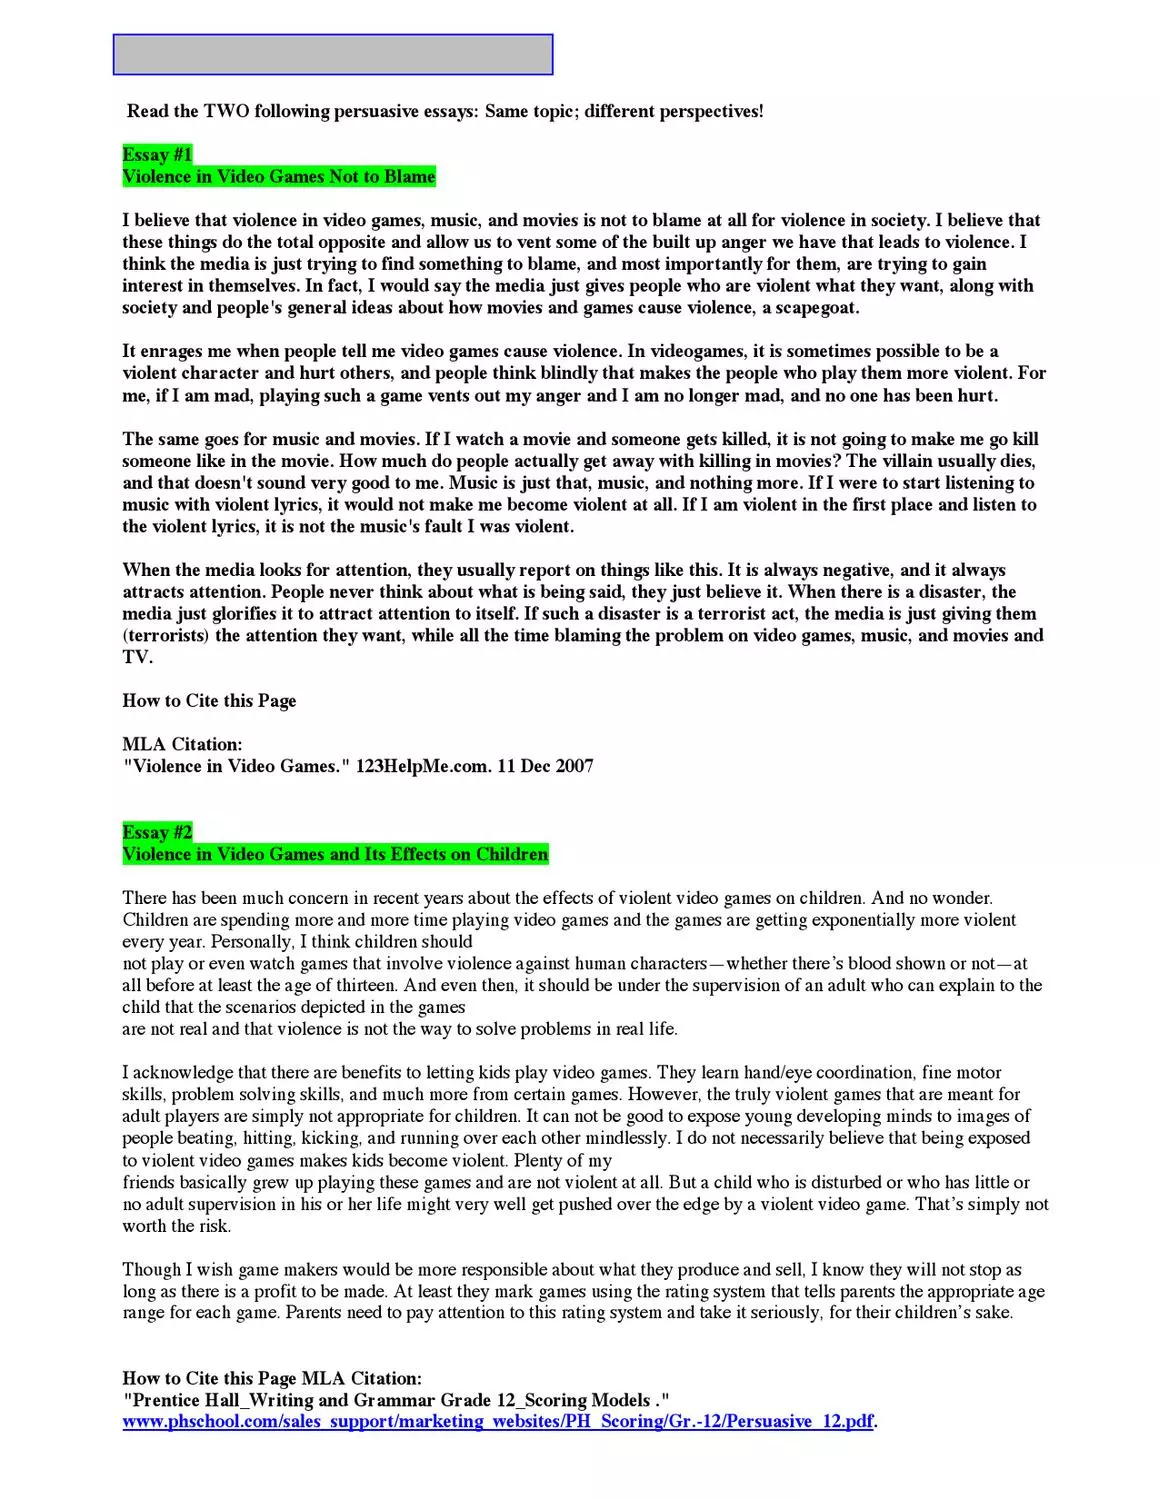 Read the TWO following persuasive essays: Same topic; different perspectives!
Essay #1
Violence in Video Games Not to Blame
I believe that violence in video games, music, and movies is not to blame at all for violence in society. I believe that
these things do the total opposite and allow us to vent some of the built up anger we have that leads to violence. I
think the media is just trying to find something to blame, and most importantly for them, are trying to gain
interest in themselves. In fact, I would say the media just gives people who are violent what they want, along with
society and people's general ideas about how movies and games cause violence, a scapegoat.
It enrages me when people tell me video games cause violence. In videogames, it is sometimes possible to be a
violent character and hurt others, and people think blindly that makes the people who play them more violent. For
me, if I am mad, playing such a game vents out my anger and I am no longer mad, and no one has been hurt.
The same goes for music and movies. If I watch a movie and someone gets killed, it is not going to make me go kill
someone like in the movie. How much do people actually get away with killing in movies? The villain usually dies,
and that doesn't sound very good to me. Music is just that, music, and nothing more. If I were to start listening to
music with violent lyrics, it would not make me become violent at all. If I am violent in the first place and listen to
the violent lyrics, it is not the music's fault I was violent.
When the media looks for attention, they usually report on things like this. It is always negative, and it always
attracts attention. People never think about what is being said, they just believe it. When there is a disaster, the
media just glorifies it to attract attention to itself. If such a disaster is a terrorist act, the media is just giving them
(terrorists) the attention they want, while all the time blaming the problem on video games, music, and movies and
TV.
How to Cite this Page
MLA Citation:
"Violence in Video Games." 123HelpMe.com. 11 Dec 2007
Essay #2
Violence in Video Games and Its Effects on Children
There has been much concern in recent years about the effects of violent video games on children. And no wonder.
Children are spending more and more time playing video games and the games are getting exponentially more violent
every year. Personally, I think children should
not play or even watch games that involve violence against human characters—whether there’s blood shown or not—at
all before at least the age of thirteen. And even then, it should be under the supervision of an adult who can explain to the
child that the scenarios depicted in the games
are not real and that violence is not the way to solve problems in real life.
I acknowledge that there are benefits to letting kids play video games. They learn hand/eye coordination, fine motor
skills, problem solving skills, and much more from certain games. However, the truly violent games that are meant for
adult players are simply not appropriate for children. It can not be good to expose young developing minds to images of
people beating, hitting, kicking, and running over each other mindlessly. I do not necessarily believe that being exposed
to violent video games makes kids become violent. Plenty of my
friends basically grew up playing these games and are not violent at all. But a child who is disturbed or who has little or
no adult supervision in his or her life might very well get pushed over the edge by a violent video game. That’s simply not
worth the risk.
Though I wish game makers would be more responsible about what they produce and sell, I know they will not stop as
long as there is a profit to be made. At least they mark games using the rating system that tells parents the appropriate age
range for each game. Parents need to pay attention to this rating system and take it seriously, for their children’s sake.
How to Cite this Page MLA Citation:
"Prentice Hall_Writing and Grammar Grade 12_Scoring Models ."
www.phschool.com/sales_support/marketing_websites/PH_Scoring/Gr.-12/Persuasive_12.pdf.